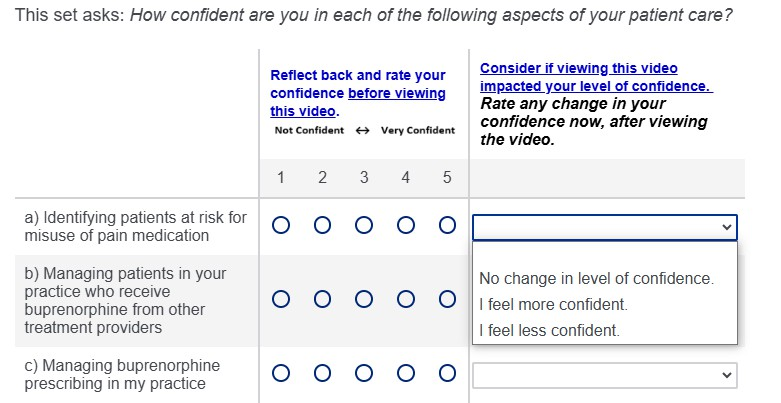 This set asks: How confident are you in each of the following aspects of your patient care?
Reflect back and rate your
confidence before viewing
this video.
Not Confident ↔ Very Confident
Consider if viewing this video
impacted your level of confidence.
Rate any change in your
confidence now, after viewing
the video.
1 2 3 4 5
a) Identifying patients at risk for
misuse of pain medication
No change in level of confidence.
I feel more confident.
I feel less confident.
b) Managing patients in your
practice who receive
buprenorphine from other
treatment providers
c) Managing buprenorphine
prescribing in my practice